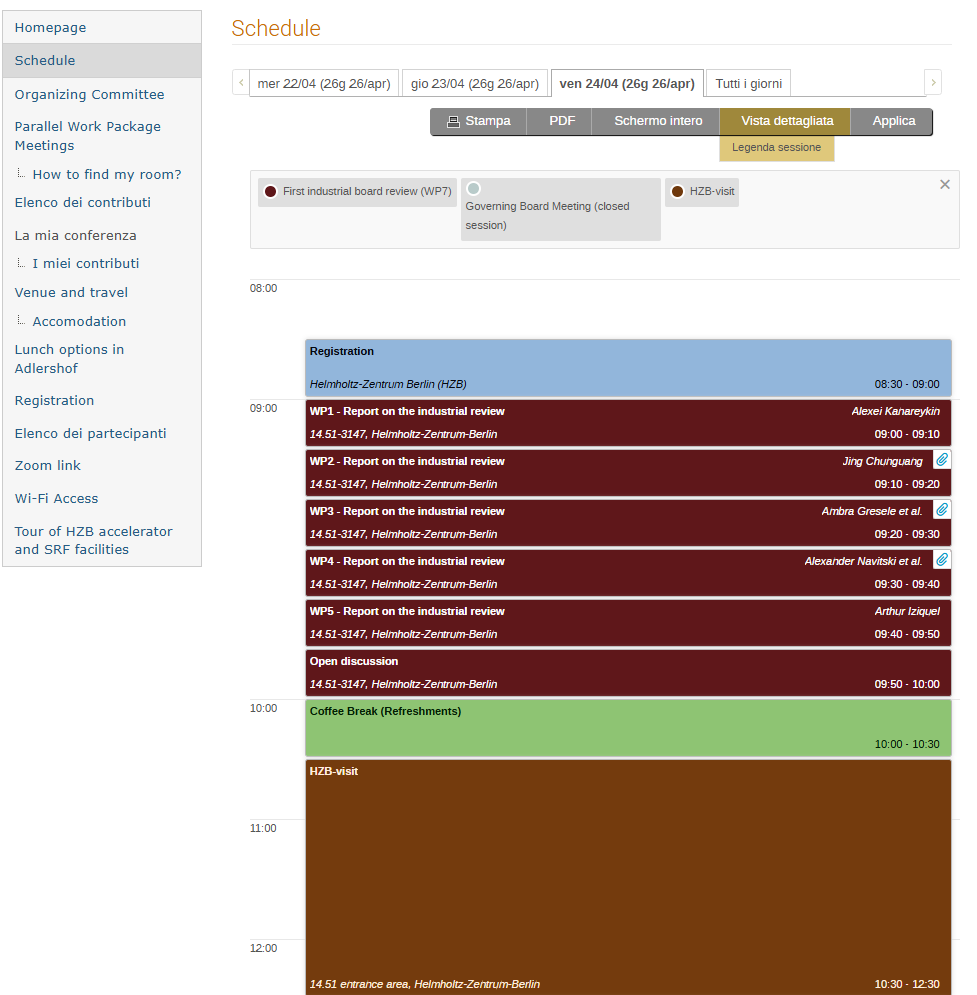 Homepage
Schedule
Organizing Committee
Parallel Work Package
Meetings
How to find my room?
Elenco dei contributi
La mia conferenza
I miei contributi
Venue and travel
Accomodation
Lunch options in
Adlershof
Registration
Elenco dei partecipanti
Zoom link
Wi-Fi Access
Tour of HZB accelerator
and SRF facilities
Schedule
mer 22/04 (26g 26/apr)
gio 23/04 (26g 26/apr)
ven 24/04 (26g 26/apr)
Tutti i giorni
Stampa
PDF
Schermo intero
Vista dettagliata
Applica
Legenda sessione
First industrial board review (WP7)
Governing Board Meeting (closed
session)
HZB-visit
08:00
Registration
Helmholtz-Zentrum Berlin (HZB) 08:30 - 09:00
09:00
WP1 - Report on the industrial review Alexei Kanareykin
14.51-3147, Helmholtz-Zentrum-Berlin 09:00 - 09:10
WP2 - Report on the industrial review Jing Chunguang
14.51-3147, Helmholtz-Zentrum-Berlin 09:10 - 09:20
WP3 - Report on the industrial review Ambra Gresele et al.
14.51-3147, Helmholtz-Zentrum-Berlin 09:20 - 09:30
WP4 - Report on the industrial review Alexander Navitski et al.
14.51-3147, Helmholtz-Zentrum-Berlin 09:30 - 09:40
WP5 - Report on the industrial review Arthur Iziquel
14.51-3147, Helmholtz-Zentrum-Berlin 09:40 - 09:50
Open discussion
14.51-3147, Helmholtz-Zentrum-Berlin 09:50 - 10:00
10:00
Coffee Break (Refreshments)
10:00 - 10:30
HZB-visit
11:00
12:00
14.51 entrance area, Helmholtz-Zentrum-Berlin 10:30 - 12:30